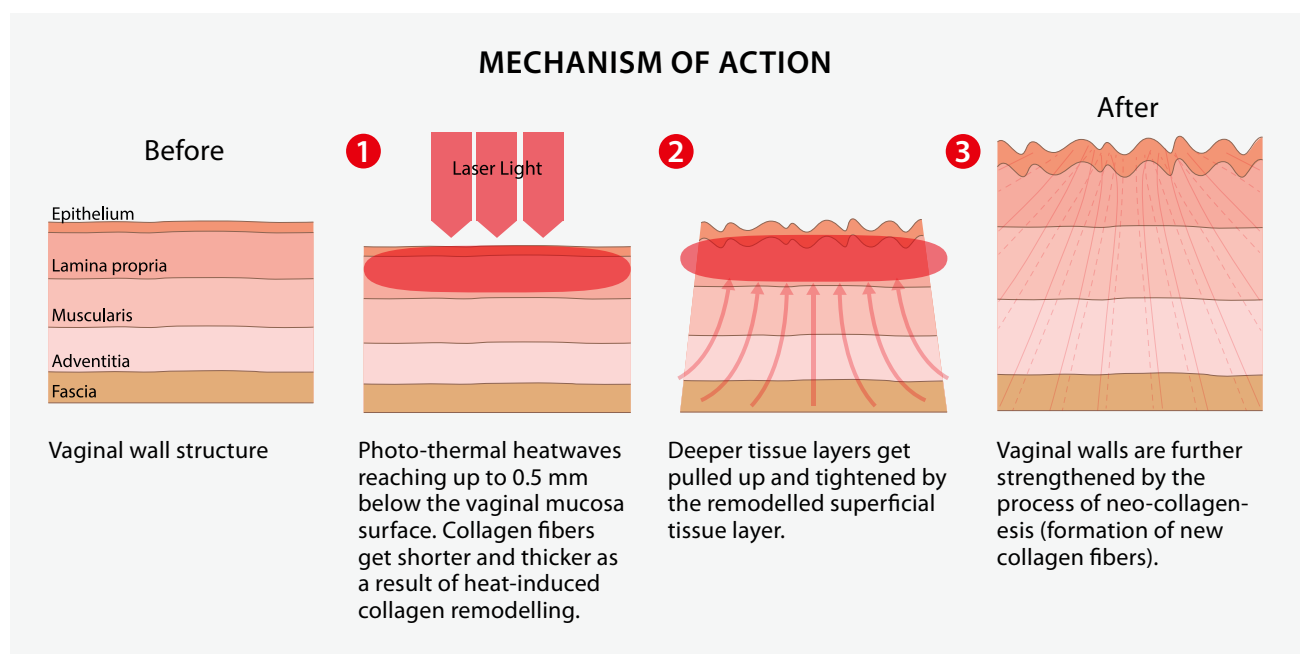 MECHANISM OF ACTION
Before
Epithelium
Lamina propria
Muscularis
Adventitia
Fascia
Vaginal wall structure
1
Laser Light
Photo-thermal heatwaves
reaching up to 0.5 mm
below the vaginal mucosa
surface. Collagen fibers
get shorter and thicker as
a result of heat-induced
collagen remodelling.
2
Deeper tissue layers get
pulled up and tightened by
the remodelled superficial
tissue layer.
3
After
Vaginal walls are further
strengthened by the
process of neo-collagen-
esis (formation of new
collagen fibers).